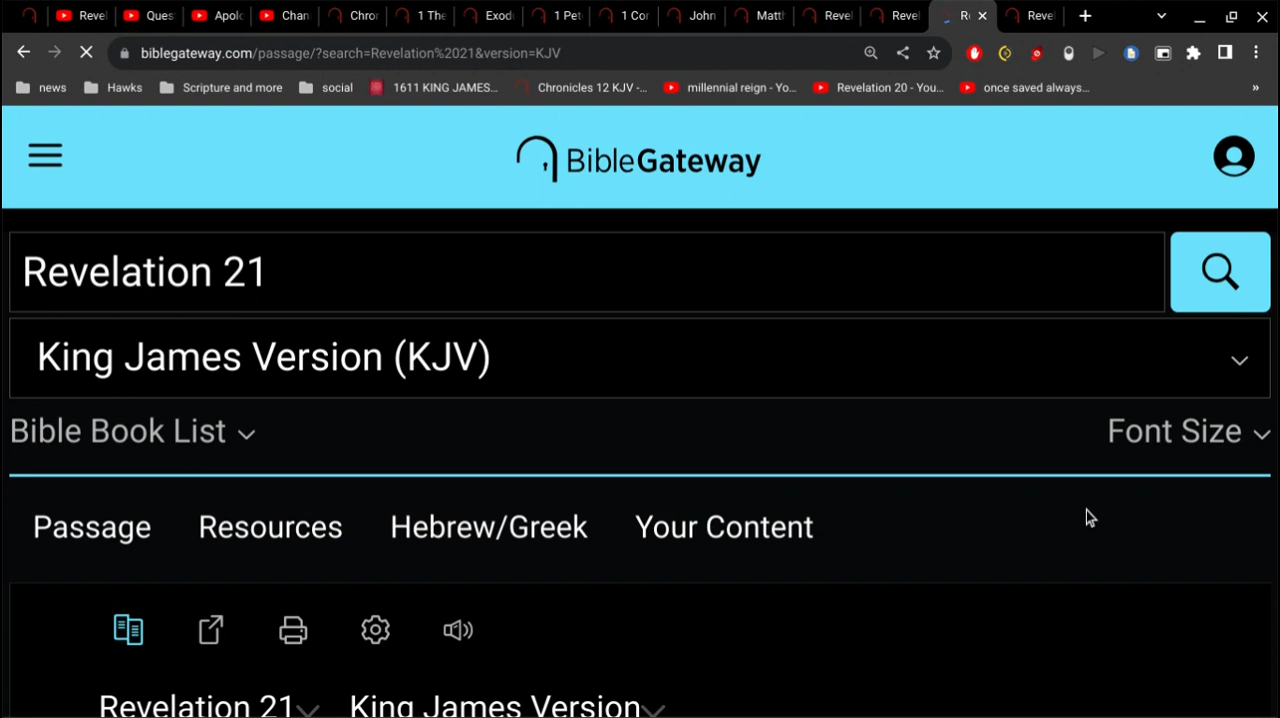 Revel Ques Apol Chan Chror 1 The Exod 1 Pet 1 Cor John Matt Revel Revel Re Revel
biblegateway.com/passage/?search=Revelation%2021&version=KJV
news Hawks Scripture and more social 1611 KING JAMES... Chronicles 12 KJV -... millennial reign - Yo... Revelation 20 - You... once saved always... »
BibleGateway
Revelation 21
King James Version (KJV)
Bible Book List Font Size
Passage Resources Hebrew/Greek Your Content
Revelation 21 King James Version